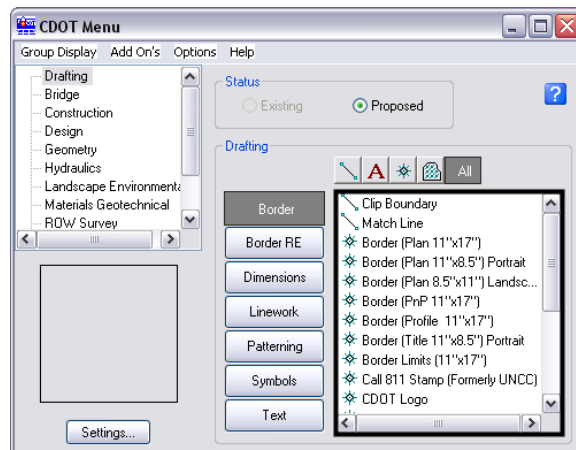 CDOT Menu
Group Display Add On's Options Help
Drafting
Bridge
Construction
Design
Geometry
Hydraulics
Landscape Environmenta
Materials Geotechnical
ROW Survey
Settings...
Status
Existing
Proposed
?
Drafting
A
All
Border
Border RE
Dimensions
Linework
Patterning
Symbols
Text
Clip Boundary
Match Line
Border (Plan 11"x17")
Border (Plan 11"x8.5") Portrait
Border (Plan 8.5"x11") Landsc...
Border (PnP 11"x17")
Border (Profile 11"x17")
Border (Title 11"x8.5") Portrait
Border Limits (11"x17")
Call 811 Stamp (Formerly UNCC)
CDOT Logo